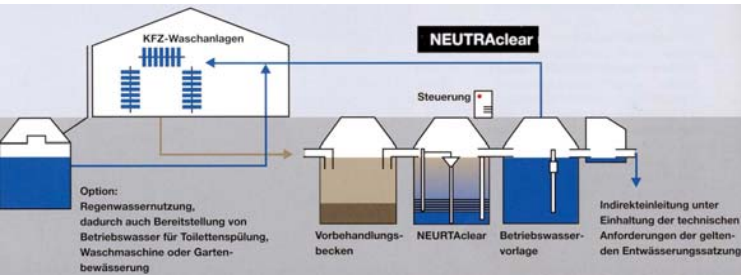 NEUTRAclear
KFZ-Waschanlagen
Steuerung
Option:
Regenwassernutzung,
dadurch auch Bereitstellung von
Betriebswasser für Toilettenspülung,
Waschmaschine oder Garten-
bewässerung
Vorbehandlungs-
becken
NEURTAclear
Betriebswasser-
vorlage
Indirekteinleitung unter
Einhaltung der technischen
Anforderungen der gelten-
den Entwässerungssatzung